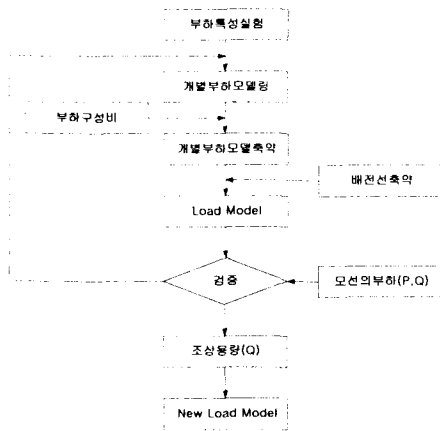 부하특성실험
개별부하모델링
부하구성비
개별부하모델축약
배전선축약
Load Model
검증
모선의부하(P,Q)
조상용량(Q)
New Load Model